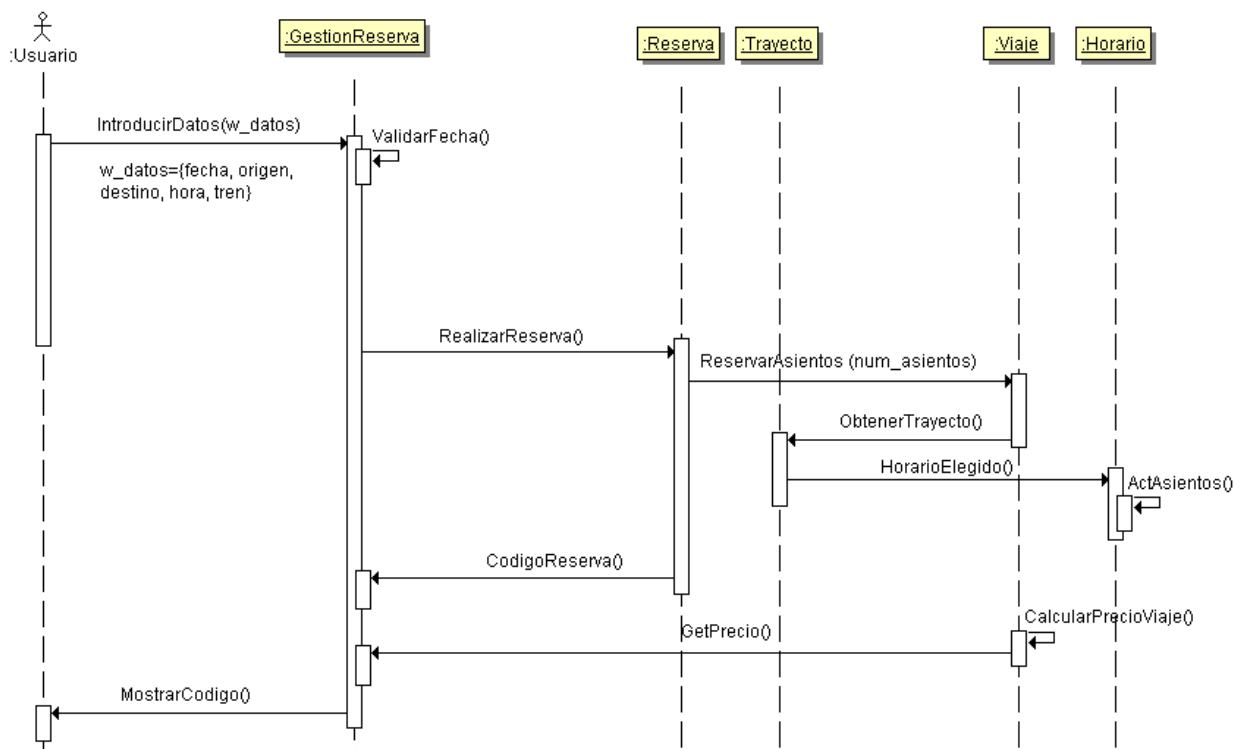 :Usuario
:GestionReserva
:Reserva
:Trayecto
:Viaje
:Horario
IntroducirDatos(w_datos)
ValidarFecha()
w_datos={fecha, origen,
destino, hora, tren}
RealizarReserva()
ReservarAsientos (num_asientos)
ObtenerTrayecto()
HorarioElegido()
ActAsientos()
CodigoReserva()
CalcularPrecioViaje()
GetPrecio()
MostrarCodigo()